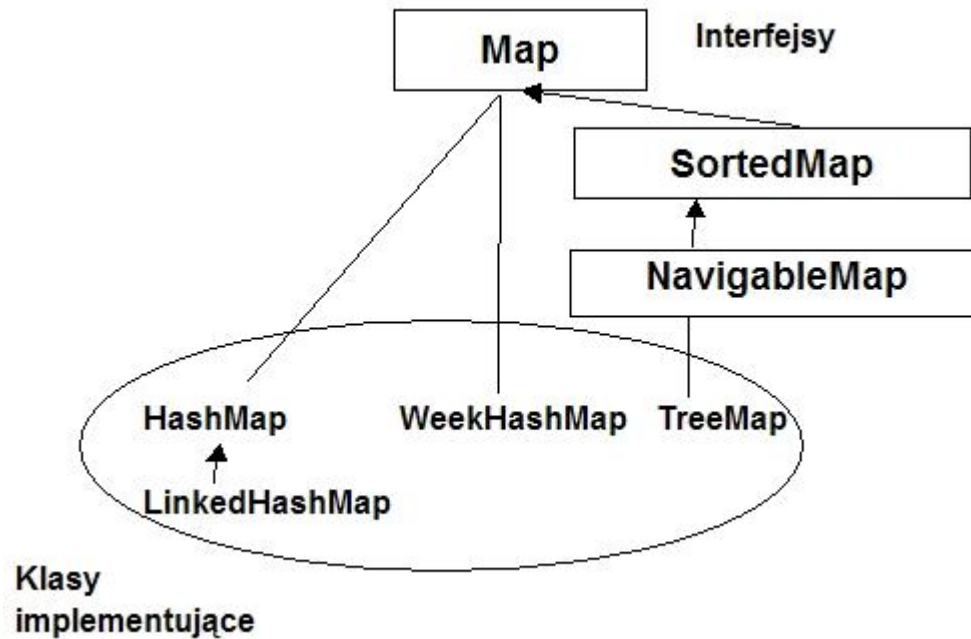 Map
Interfejsy
SortedMap
NavigableMap
HashMap
WeekHashMap
TreeMap
LinkedHashMap
Klasy
implementujące